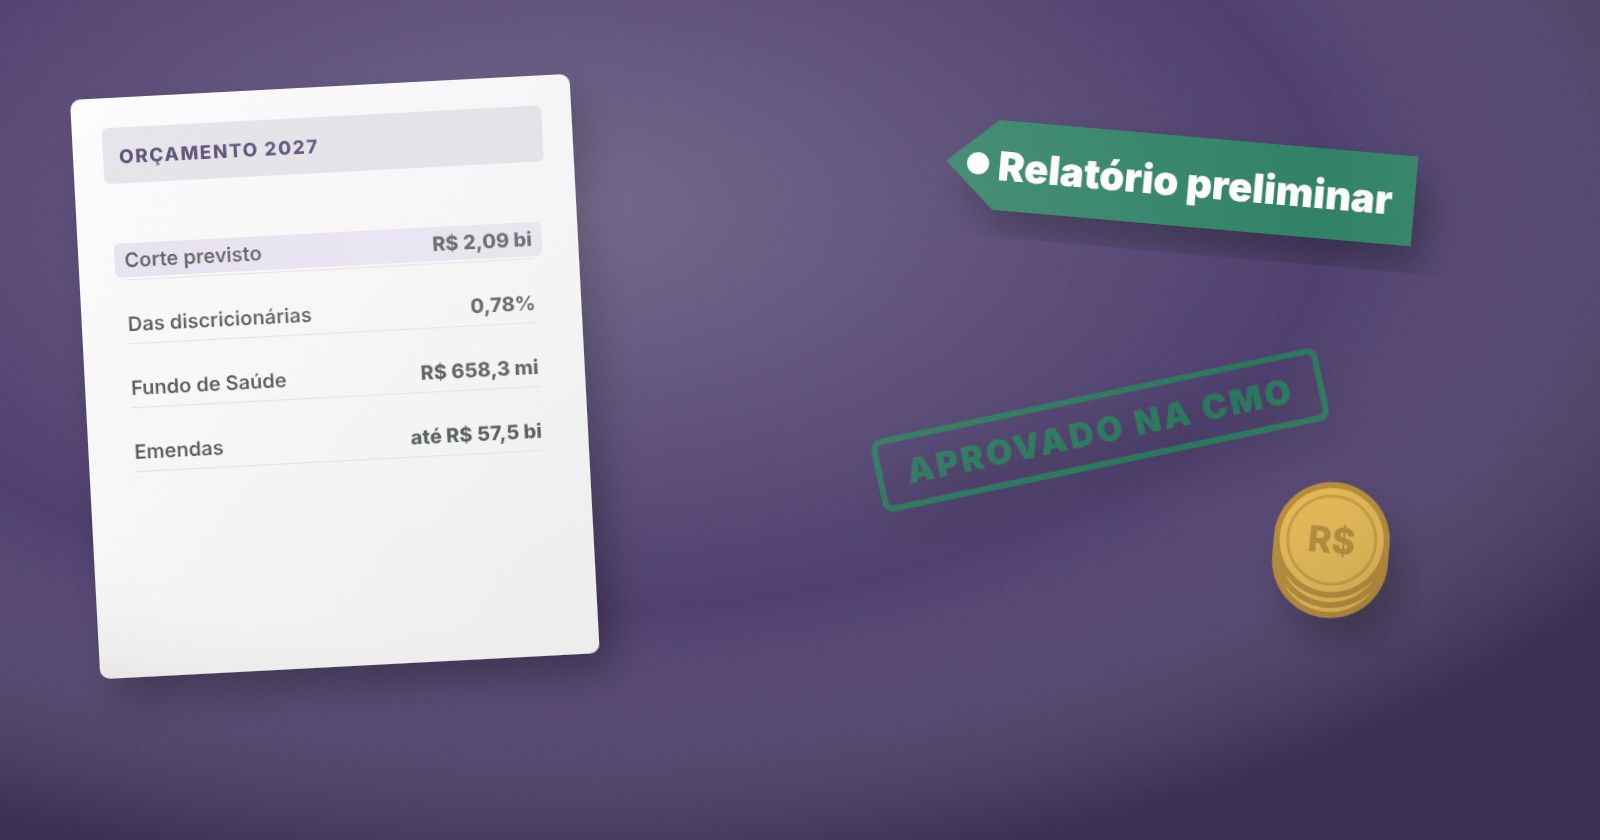 ORÇAMENTO 2027
Corte previsto R$ 2,09 bi
Das discricionárias 0,78%
Fundo de Saúde R$ 658,3 mi
Emendas até R$ 57,5 bi
Relatório preliminar
APROVADO NA CMO
R$